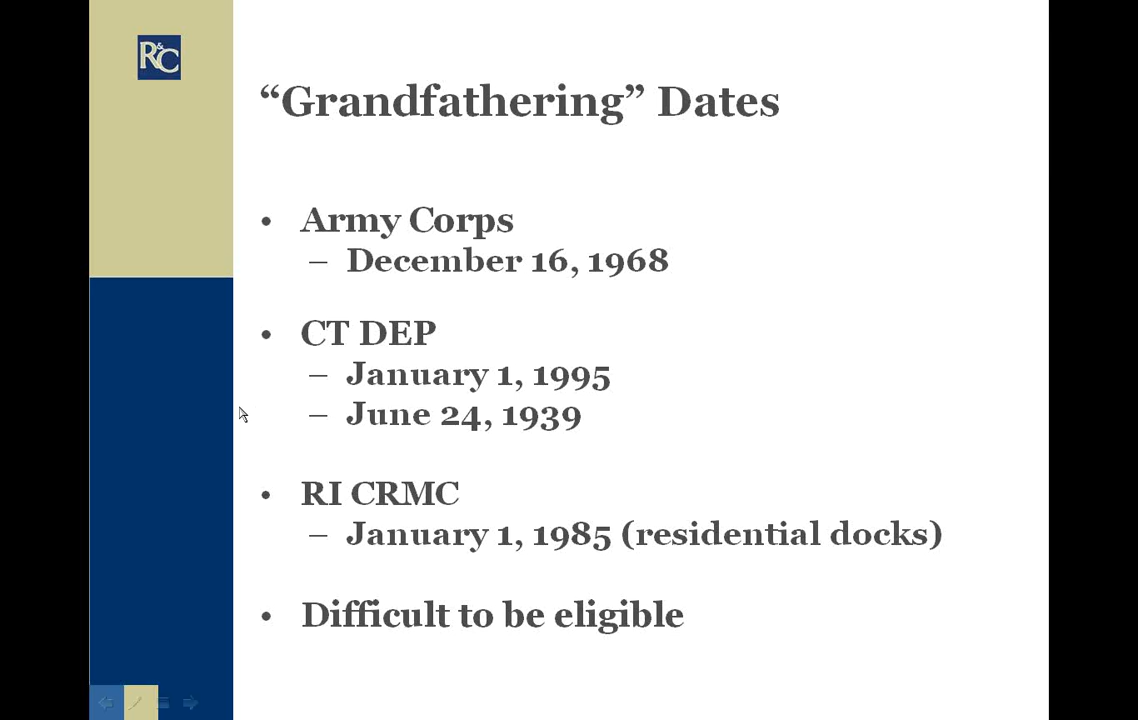 R&C
“Grandfathering” Dates
• Army Corps
– December 16, 1968
• CT DEP
– January 1, 1995
– June 24, 1939
• RI CRMC
– January 1, 1985 (residential docks)
• Difficult to be eligible